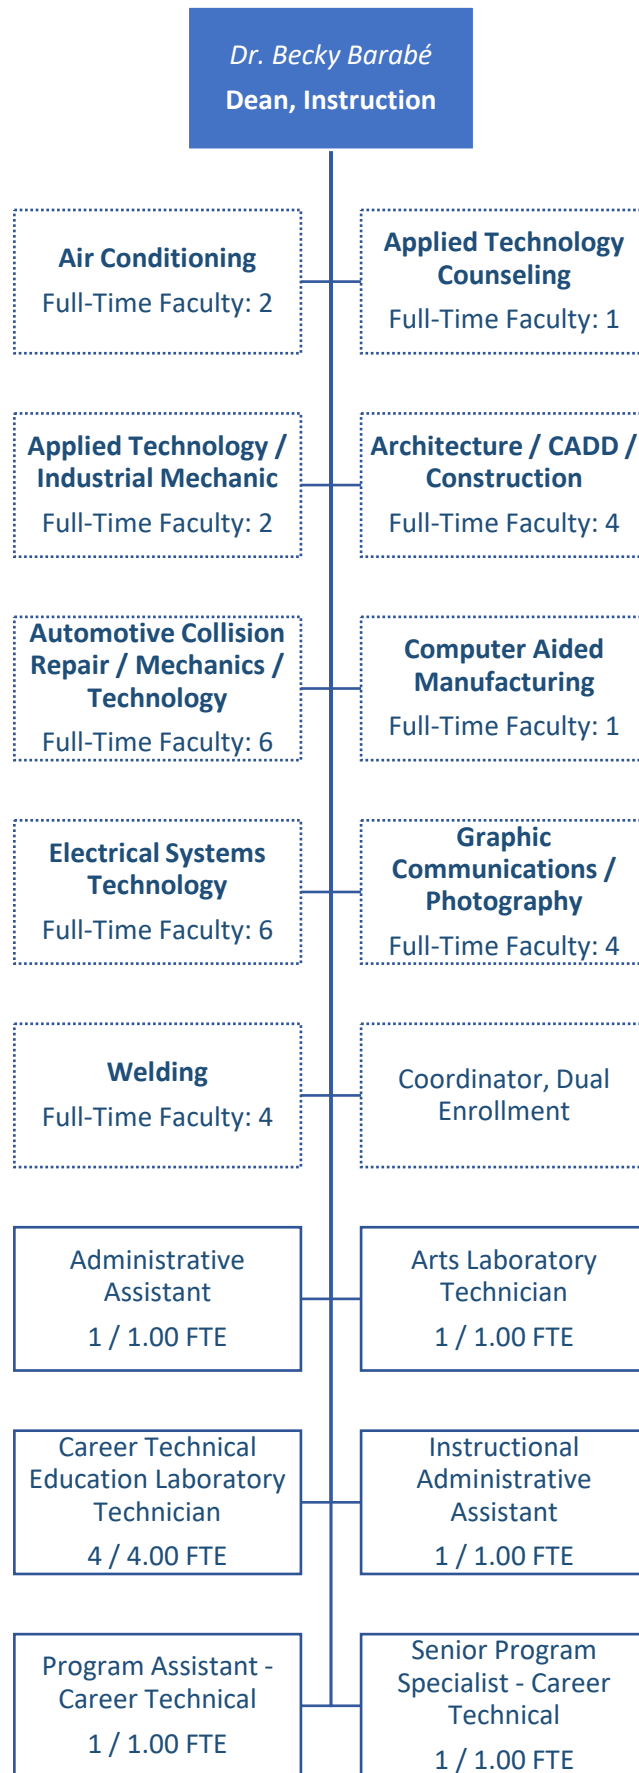 Dr. Becky Barabé
Dean, Instruction
Air Conditioning
Full-Time Faculty: 2
Applied Technology
Counseling
Full-Time Faculty: 1
Applied Technology /
Industrial Mechanic
Full-Time Faculty: 2
Architecture / CADD /
Construction
Full-Time Faculty: 4
Automotive Collision
Repair / Mechanics /
Technology
Full-Time Faculty: 6
Computer Aided
Manufacturing
Full-Time Faculty: 1
Electrical Systems
Technology
Full-Time Faculty: 6
Graphic
Communications /
Photography
Full-Time Faculty: 4
Welding
Full-Time Faculty: 4
Coordinator, Dual
Enrollment
Administrative
Assistant
1 / 1.00 FTE
Arts Laboratory
Technician
1 / 1.00 FTE
Career Technical
Education Laboratory
Technician
4 / 4.00 FTE
Instructional
Administrative
Assistant
1 / 1.00 FTE
Program Assistant -
Career Technical
1 / 1.00 FTE
Senior Program
Specialist - Career
Technical
1 / 1.00 FTE